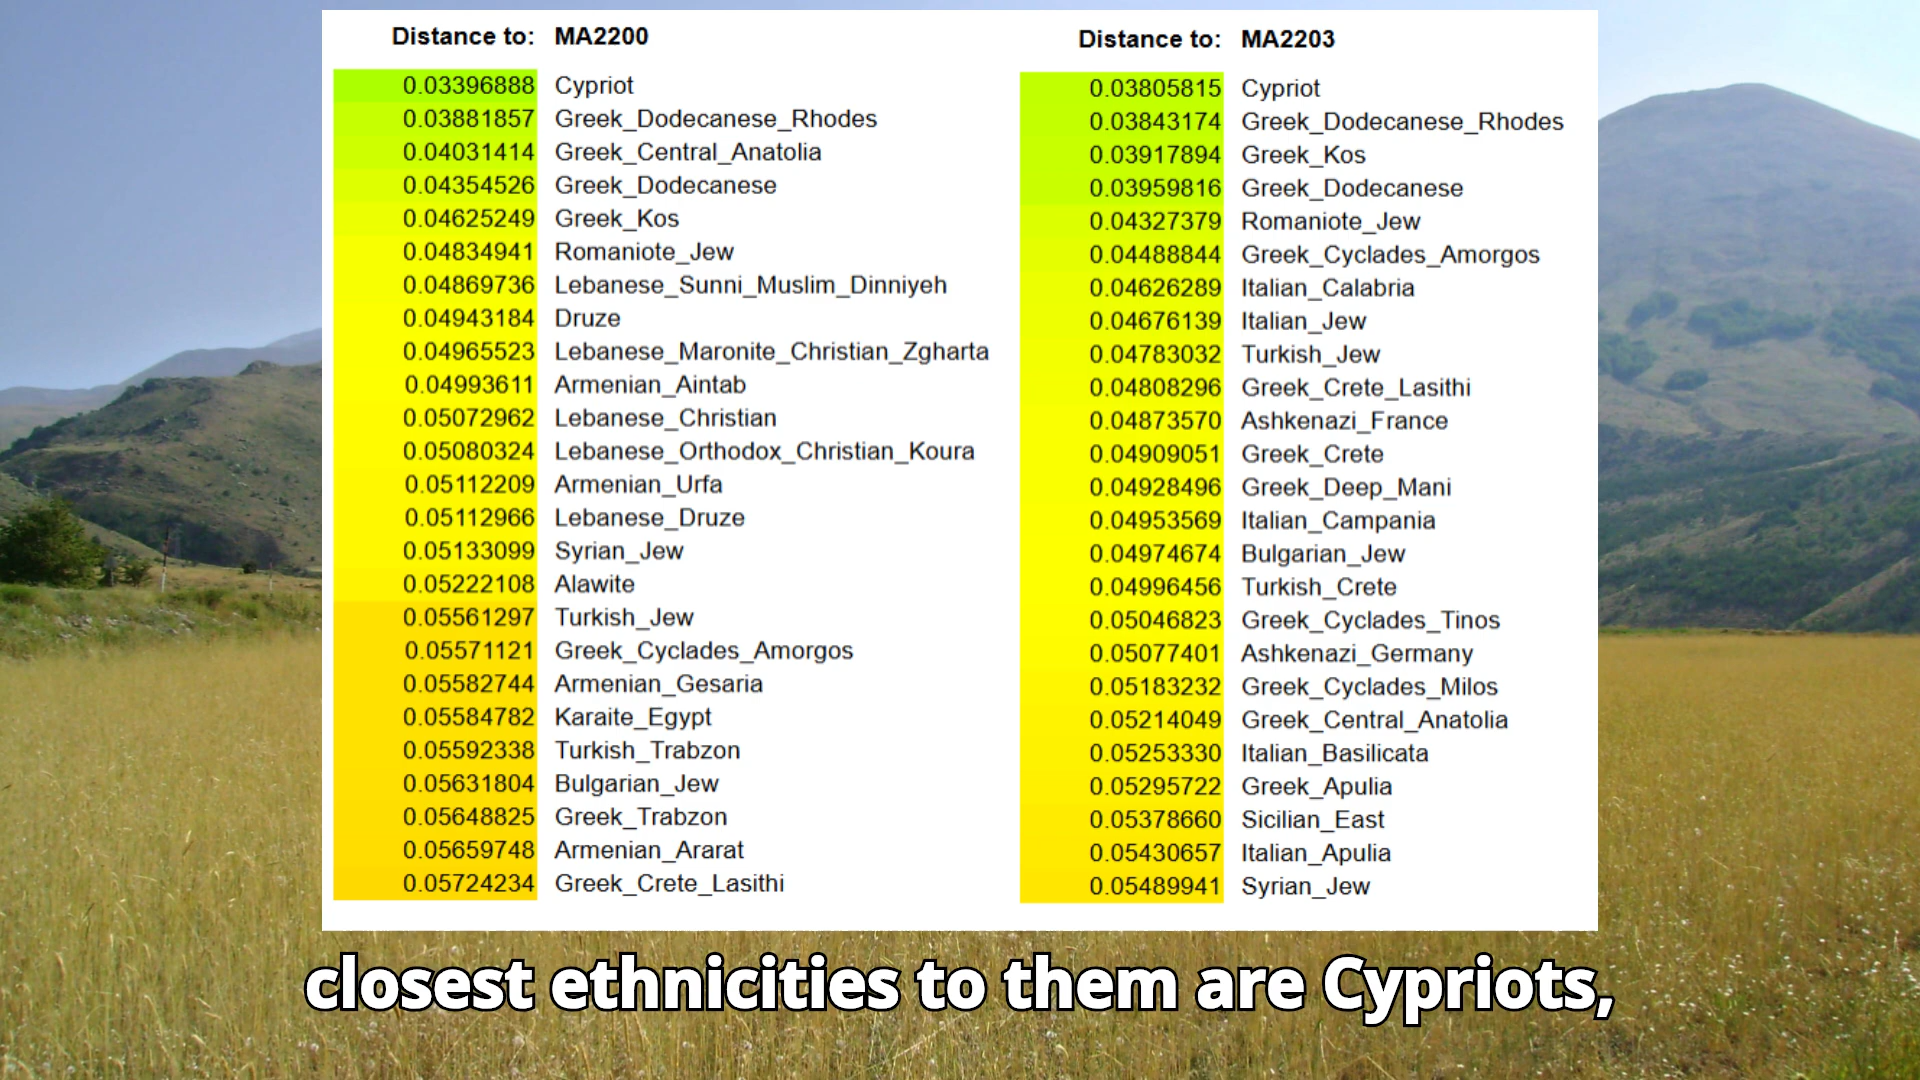 Distance to: MA2200
0.03396888 Cypriot
0.03881857 Greek_Dodecanese_Rhodes
0.04031414 Greek_Central_Anatolia
0.04354526 Greek_Dodecanese
0.04625249 Greek_Kos
0.04834941 Romaniote_Jew
0.04869736 Lebanese_Sunni_Muslim_Dinniyeh
0.04943184 Druze
0.04965523 Lebanese_Maronite_Christian_Zgharta
0.04993611 Armenian_Aintab
0.05072962 Lebanese_Christian
0.05080324 Lebanese_Orthodox_Christian_Koura
0.05112209 Armenian_Urfa
0.05112966 Lebanese_Druze
0.05133099 Syrian_Jew
0.05222108 Alawite
0.05561297 Turkish_Jew
0.05571121 Greek_Cyclades_Amorgos
0.05582744 Armenian_Gesaria
0.05584782 Karaite_Egypt
0.05592338 Turkish_Trabzon
0.05631804 Bulgarian_Jew
0.05648825 Greek_Trabzon
0.05659748 Armenian_Ararat
0.05724234 Greek_Crete_Lasithi
Distance to: MA2203
0.03805815 Cypriot
0.03843174 Greek_Dodecanese_Rhodes
0.03917894 Greek_Kos
0.03959816 Greek_Dodecanese
0.04327379 Romaniote_Jew
0.04488844 Greek_Cyclades_Amorgos
0.04626289 Italian_Calabria
0.04676139 Italian_Jew
0.04783032 Turkish_Jew
0.04808296 Greek_Crete_Lasithi
0.04873570 Ashkenazi_France
0.04909051 Greek_Crete
0.04928496 Greek_Deep_Mani
0.04953569 Italian_Campania
0.04974674 Bulgarian_Jew
0.04996456 Turkish_Crete
0.05046823 Greek_Cyclades_Tinos
0.05077401 Ashkenazi_Germany
0.05183232 Greek_Cyclades_Milos
0.05214049 Greek_Central_Anatolia
0.05253330 Italian_Basilicata
0.05295722 Greek_Apulia
0.05378660 Sicilian_East
0.05430657 Italian_Apulia
0.05489941 Syrian_Jew
closest ethnicities to them are Cypriots,